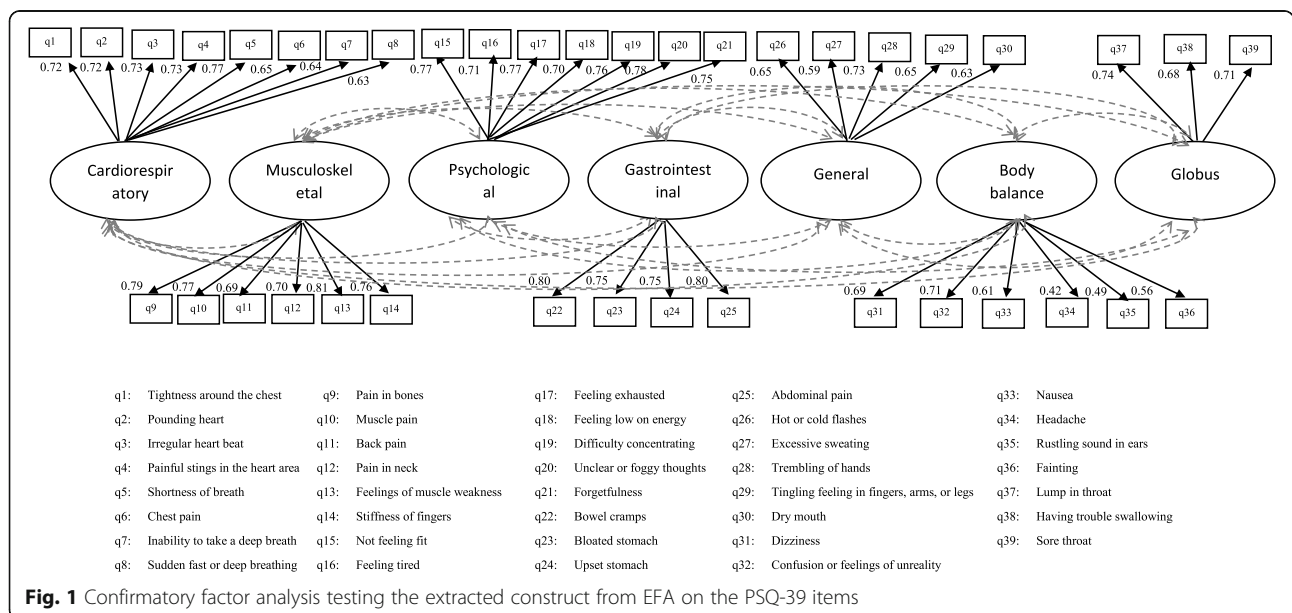 q1 q2 q3 q4 q5 q6 q7 q8 q15 q16 q17 q18 q19 q20 q21 q26 q27 q28 q29 q30 q37 q38 q39
0.72 0.72 0.73 0.73 0.77 0.65 0.64 0.63 0.77 0.71 0.77 0.70 0.76 0.78 0.75 0.65 0.59 0.73 0.65 0.63 0.74 0.68 0.71
Cardiorespir
atory
Musculoskel
etal
Psychologic
al
Gastrointest
inal
General
Body
balance
Globus
0.79 0.77 0.69 0.70 0.81 0.76 0.80 0.75 0.75 0.80 0.69 0.71 0.61 0.42 0.49 0.56
q9 q10 q11 q12 q13 q14 q22 q23 q24 q25 q31 q32 q33 q34 q35 q36
q1: Tightness around the chest
q2: Pounding heart
q3: Irregular heart beat
q4: Painful stings in the heart area
q5: Shortness of breath
q6: Chest pain
q7: Inability to take a deep breath
q8: Sudden fast or deep breathing
q9: Pain in bones
q10: Muscle pain
q11: Back pain
q12: Pain in neck
q13: Feelings of muscle weakness
q14: Stiffness of fingers
q15: Not feeling fit
q16: Feeling tired
q17: Feeling exhausted
q18: Feeling low on energy
q19: Difficulty concentrating
q20: Unclear or foggy thoughts
q21: Forgetfulness
q22: Bowel cramps
q23: Bloated stomach
q24: Upset stomach
q25: Abdominal pain
q26: Hot or cold flashes
q27: Excessive sweating
q28: Trembling of hands
q29: Tingling feeling in fingers, arms, or legs
q30: Dry mouth
q31: Dizziness
q32: Confusion or feelings of unreality
q33: Nausea
q34: Headache
q35: Rustling sound in ears
q36: Fainting
q37: Lump in throat
q38: Having trouble swallowing
q39: Sore throat
Fig. 1 Confirmatory factor analysis testing the extracted construct from EFA on the PSQ-39 items